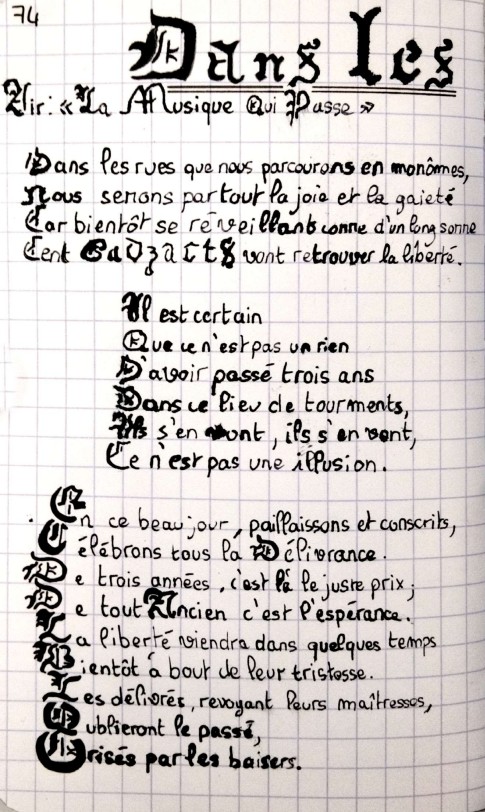 74
Dans les
Air: « La Musique Qui Passe »
Dans les rues que nous parcourons en monômes,
Nous semons partout la joie et la gaieté
Car bientôt se réveillant comme d'un long somme
Cent Gadzarts vont retrouver la liberté.
Il est certain
Que ce n'est pas un rien
D'avoir passé trois ans
Dans ce lieu de tourments,
Ils s'en vont, ils s'en vont,
Ce n'est pas une illusion.
En ce beau jour, paillaissons et conscrits,
Célébrons tous la Délivrance.
De trois années, c'est là le juste prix;
De tout Ancien c'est l'espérance.
La liberté viendra dans quelques temps
Bientôt à bout de leur tristesse.
Les délivrés, revoyant leurs maîtresses,
Oublieront le passé,
Grisés par les baisers.